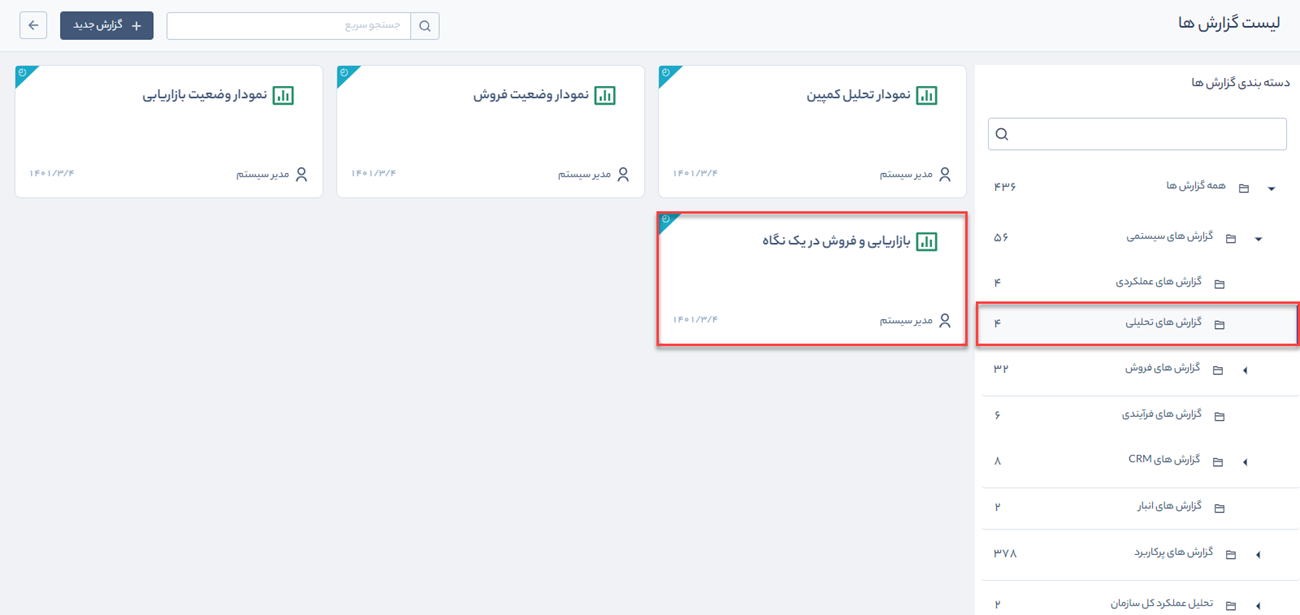 لیست گزارش ها
جستجو سریع
+ گزارش جدید
دسته بندی گزارش ها
همه گزارش ها ۴۳۶
گزارش های سیستمی ۵۶
گزارش های عملکردی ۴
گزارش های تحلیلی ۴
گزارش های فروش ۳۲
گزارش های فرآیندی ۶
گزارش های CRM ۸
گزارش های انبار ۲
گزارش های پرکاربرد ۳۷۸
تحلیل عملکرد کل سازمان ۲
نمودار تحلیل کمپین
مدیر سیستم ۱۴۰۱/۳/۴
نمودار وضعیت فروش
مدیر سیستم ۱۴۰۱/۳/۴
نمودار وضعیت بازاریابی
مدیر سیستم ۱۴۰۱/۳/۴
بازاریابی و فروش در یک نگاه
مدیر سیستم ۱۴۰۱/۳/۴